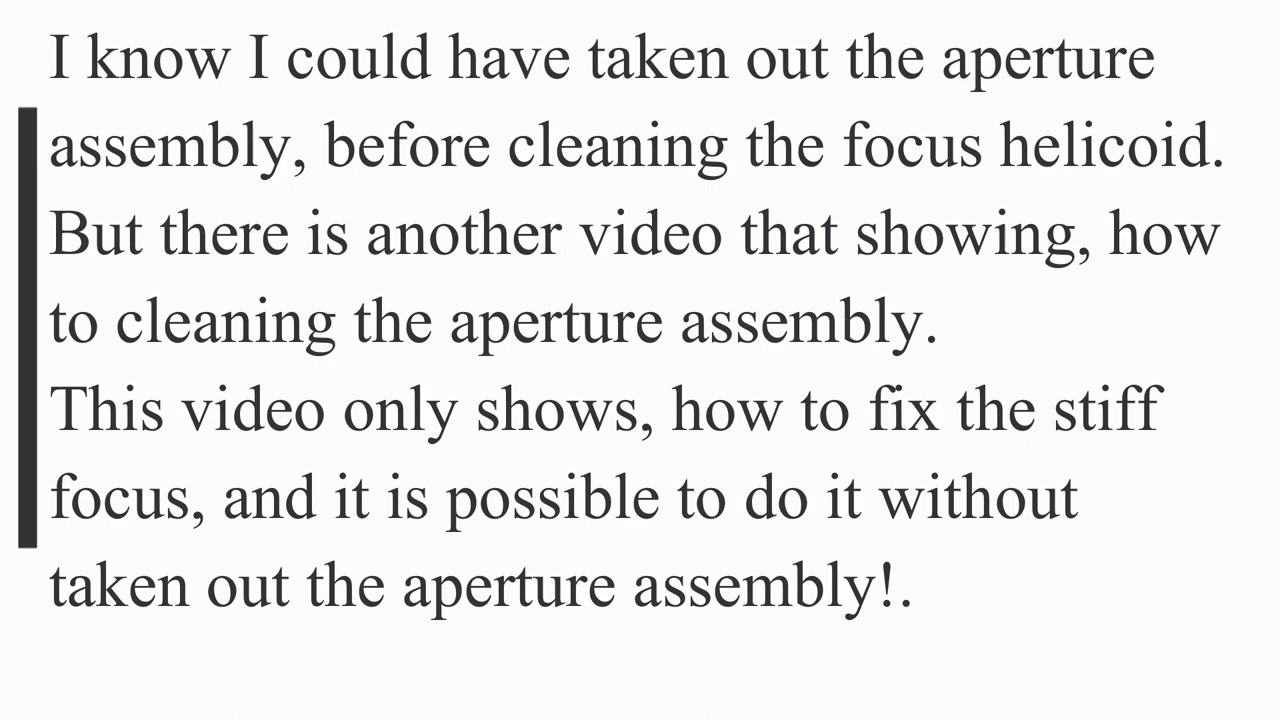 I know I could have taken out the aperture
assembly, before cleaning the focus helicoid.
But there is another video that showing, how
to cleaning the aperture assembly.
This video only shows, how to fix the stiff
focus, and it is possible to do it without
taken out the aperture assembly!.